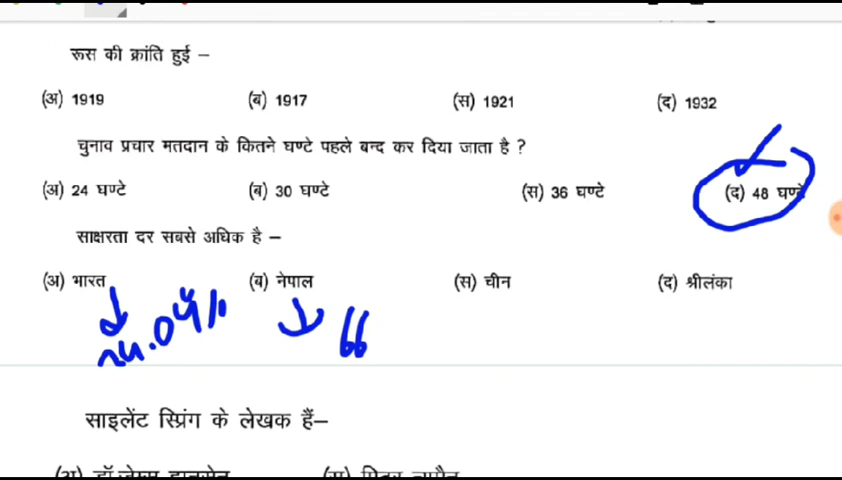 रूस की क्रांति हुई –
(अ) 1919 (ब) 1917 (स) 1921 (द) 1932
चुनाव प्रचार मतदान के कितने घण्टे पहले बन्द कर दिया जाता है ?
(अ) 24 घण्टे (ब) 30 घण्टे (स) 36 घण्टे (द) 48 घण्टे
साक्षरता दर सबसे अधिक है –
(अ) भारत (ब) नेपाल (स) चीन (द) श्रीलंका
66
साइलेंट स्प्रिंग के लेखक हैं–